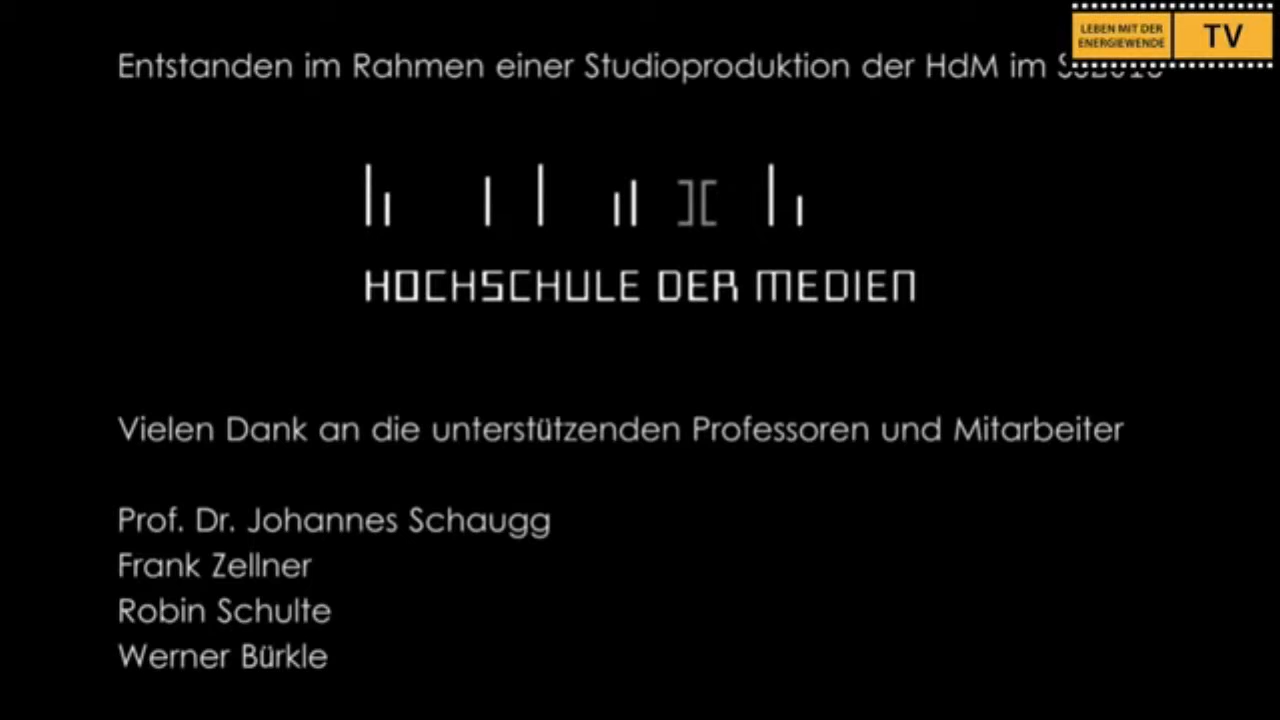 LEBEN MIT DER
ENERGIEWENDE
TV
Entstanden im Rahmen einer Studioproduktion der HdM im
HOCHSCHULE DER MEDIEN
Vielen Dank an die unterstützenden Professoren und Mitarbeiter
Prof. Dr. Johannes Schaugg
Frank Zellner
Robin Schulte
Werner Bürkle